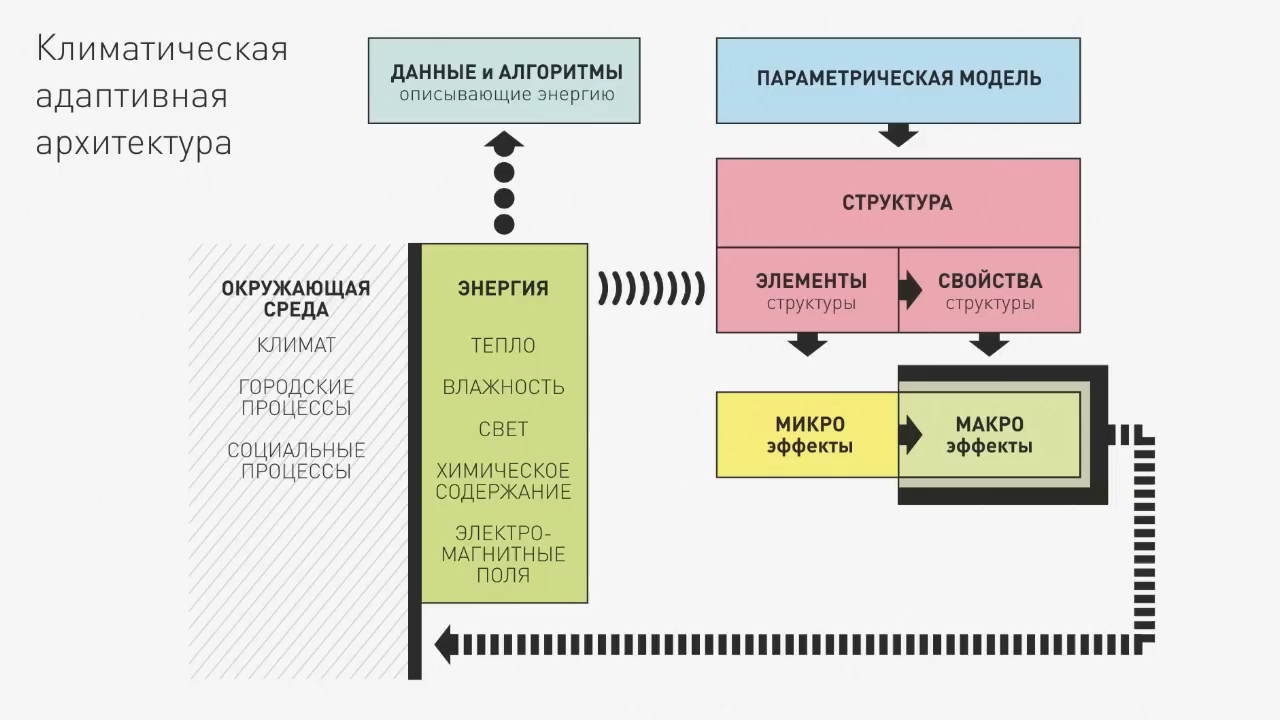 Климатическая
адаптивная
архитектура
ДАННЫЕ и АЛГОРИТМЫ
описывающие энергию
ПАРАМЕТРИЧЕСКАЯ МОДЕЛЬ
СТРУКТУРА
ЭЛЕМЕНТЫ
структуры
СВОЙСТВА
структуры
ОКРУЖАЮЩАЯ
СРЕДА
КЛИМАТ
ГОРОДСКИЕ
ПРОЦЕССЫ
СОЦИАЛЬНЫЕ
ПРОЦЕССЫ
ЭНЕРГИЯ
ТЕПЛО
ВЛАЖНОСТЬ
СВЕТ
ХИМИЧЕСКОЕ
СОДЕРЖАНИЕ
ЭЛЕКТРО-
МАГНИТНЫЕ
ПОЛЯ
МИКРО
эффекты
МАКРО
эффекты